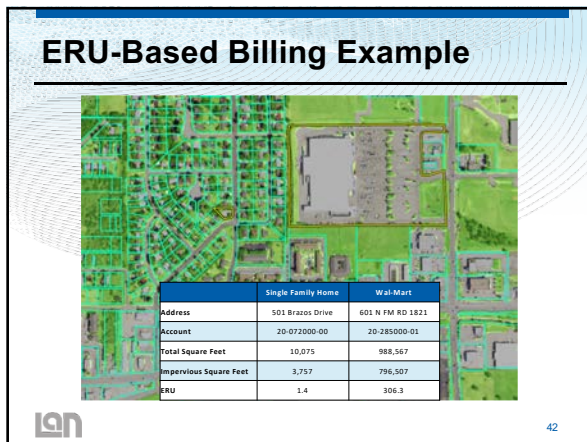 ERU-Based Billing Example
Single Family Home Wal-Mart
Address 501 Brazos Drive 601 N FM RD 1821
Account 20-072000-00 20-285000-01
Total Square Feet 10,075 988,567
Impervious Square Feet 3,757 796,507
ERU 1.4 306.3
lan 42